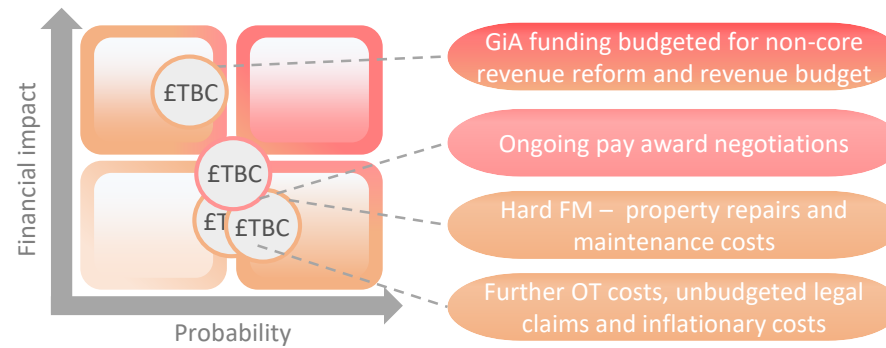 Financial impact
£TBC
£TBC
£T
£TBC
Probability
GiA funding budgeted for non-core
revenue reform and revenue budget
Ongoing pay award negotiations
Hard FM – property repairs and
maintenance costs
Further OT costs, unbudgeted legal
claims and inflationary costs